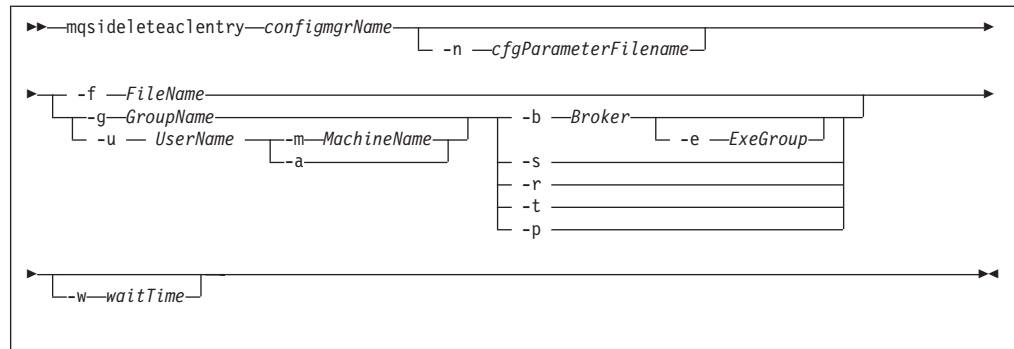 mqsideleteaclentry configmgrName
-n cfgParameterFilename
-f FileName
-g GroupName -b Broker
-u UserName -m MachineName -e ExeGroup
-a -s
-r
-t
-p
-w waitTime